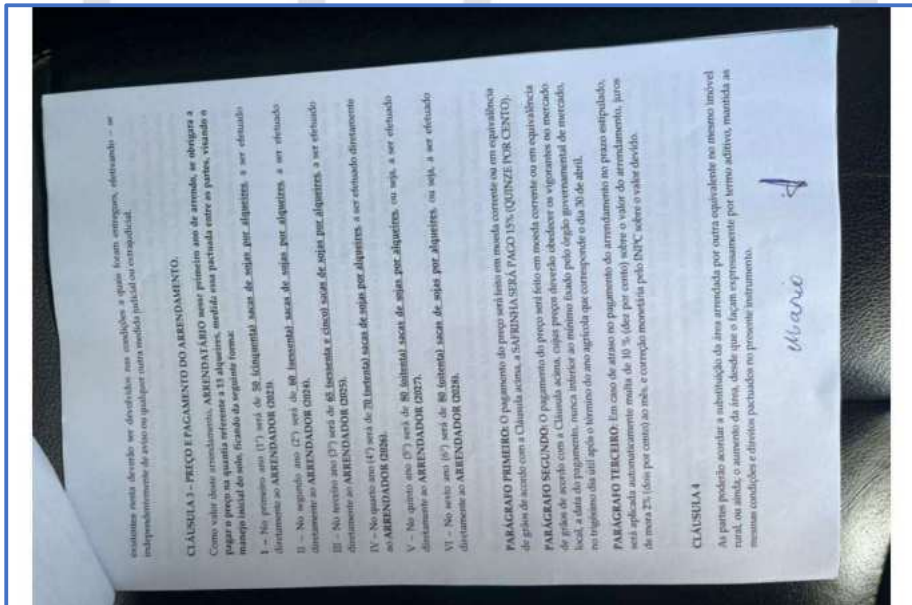 existentes nesta deverão ser devolvidos nas condições a quais foram entregues, efetivando – se
independentemente de aviso ou qualquer outra medida judicial ou extrajudicial.
CLÁUSULA 3 – PREÇO E PAGAMENTO DO ARRENDAMENTO.
Como valor deste arrendamento, ARRENDATÁRIO nesse primeiro ano de arrendo, se obrigara a
pagar o preço na quantia referente a 15 alqueires, medida essa pactuada entre as partes, visando o
manejo inicial do solo, ficando da seguinte forma:
I – No primeiro ano (1º) será de 50 (cinquenta) sacas de sojas por alqueires, a ser efetuado
diretamente ao ARRENDADOR (2023).
II – No segundo ano (2º) será de 60 (sessenta) sacas de sojas por alqueires, a ser efetuado
diretamente ao ARRENDADOR (2024).
III – No terceiro ano (3º) será de 65 (sessenta e cinco) sacas de sojas por alqueires, a ser efetuado
diretamente ao ARRENDADOR (2025).
IV – No quarto ano (4º) será de 70 (setenta) sacas de sojas por alqueires, a ser efetuado diretamente
ao ARRENDADOR (2026).
V – No quinto ano (5º) será de 80 (oitenta) sacas de sojas por alqueires, ou seja, a ser efetuado
diretamente ao ARRENDADOR (2027).
VI – No sexto ano (6º) será de 80 (oitenta) sacas de sojas por alqueires, ou seja, a ser efetuado
diretamente ao ARRENDADOR (2028).
PARÁGRAFO PRIMEIRO: O pagamento do preço será feito em moeda corrente ou em equivalência
de grãos de acordo com a Cláusula acima, a SAFRINHA SERÁ PAGO 15% (QUINZE POR CENTO).
PARÁGRAFO SEGUNDO: O pagamento do preço será feito em moeda corrente ou em equivalência
de grãos de acordo com a Cláusula acima, cujas preços deverão obedecer os vigorantes no mercado
local, a data do pagamento, nunca inferior ao mínimo fixado pelo órgão governamental de mercado,
no trigésimo dia útil após o término do ano agrícola que corresponde o dia 30 de abril.
PARÁGRAFO TERCEIRO: Em caso de atraso no pagamento do arrendamento no prazo estipulado,
será aplicada automaticamente multa de 10 % (dez por cento) sobre o valor do arrendamento, juros
de mora 2% (dois por cento) ao mês, e correção monetária pelo INPC sobre o valor devido.
CLÁUSULA 4
As partes poderão acordar a substituição da área arrendada por outra equivalente no mesmo imóvel
rural, ou ainda; o aumento da área, desde que o façam expressamente por termo aditivo, mantida as
mesmas condições e direitos pactuados no presente instrumento.
Mario